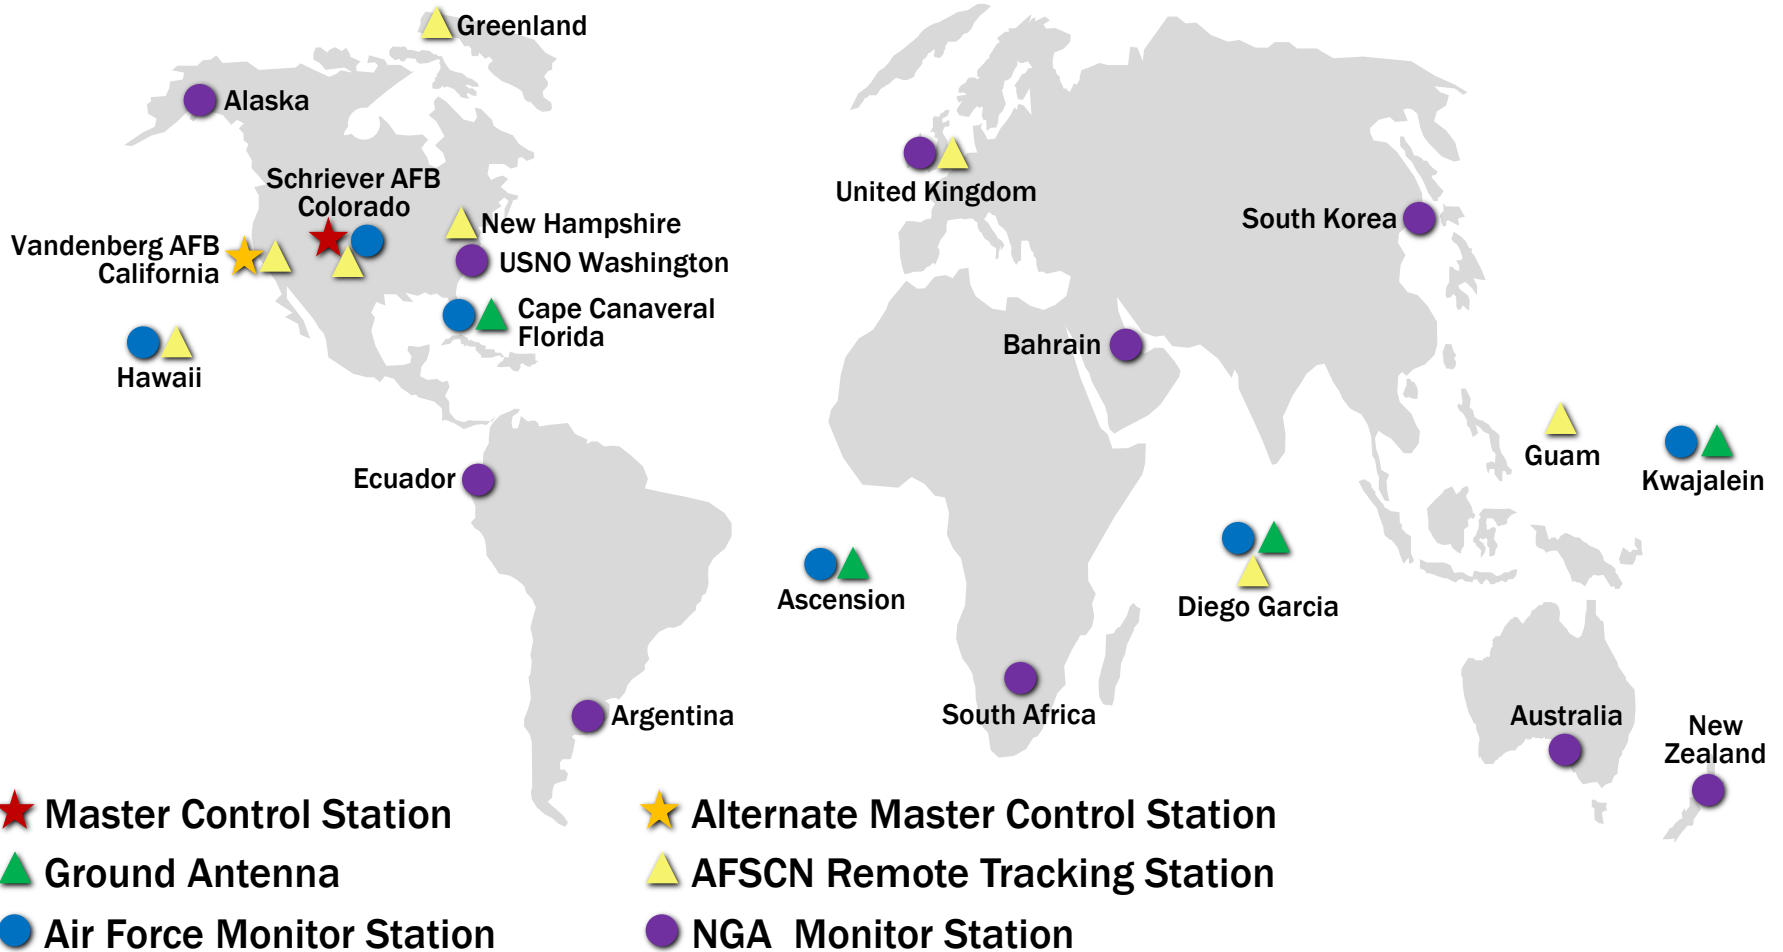 Greenland
Alaska
Schriever AFB
Colorado
United Kingdom
New Hampshire
South Korea
Vandenberg AFB
California
USNO Washington
Cape Canaveral
Florida
Bahrain
Hawaii
Guam
Ecuador
Kwajalein
Ascension
Diego Garcia
Argentina
South Africa
Australia
New
Zealand
Master Control Station
Alternate Master Control Station
Ground Antenna
AFSCN Remote Tracking Station
Air Force Monitor Station
NGA  Monitor Station